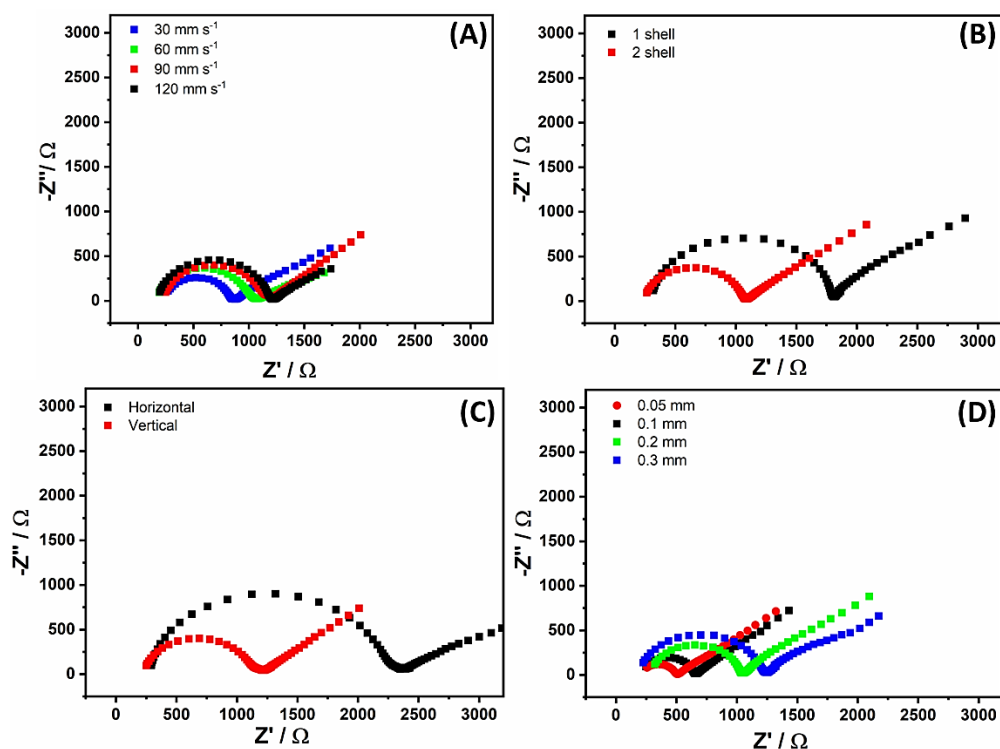 (A)
30 mm s⁻¹
60 mm s⁻¹
90 mm s⁻¹
120 mm s⁻¹
3000
2500
2000
1500
1000
500
0
-Z''/ Ω
0 500 1000 1500 2000 2500 3000
Z' / Ω
(B)
1 shell
2 shell
3000
2500
2000
1500
1000
500
0
-Z''/ Ω
0 500 1000 1500 2000 2500 3000
Z' / Ω
(C)
Horizontal
Vertical
3000
2500
2000
1500
1000
500
0
-Z''/ Ω
0 500 1000 1500 2000 2500 3000
Z' / Ω
(D)
0.05 mm
0.1 mm
0.2 mm
0.3 mm
3000
2500
2000
1500
1000
500
0
-Z''/ Ω
0 500 1000 1500 2000 2500 3000
Z' / Ω